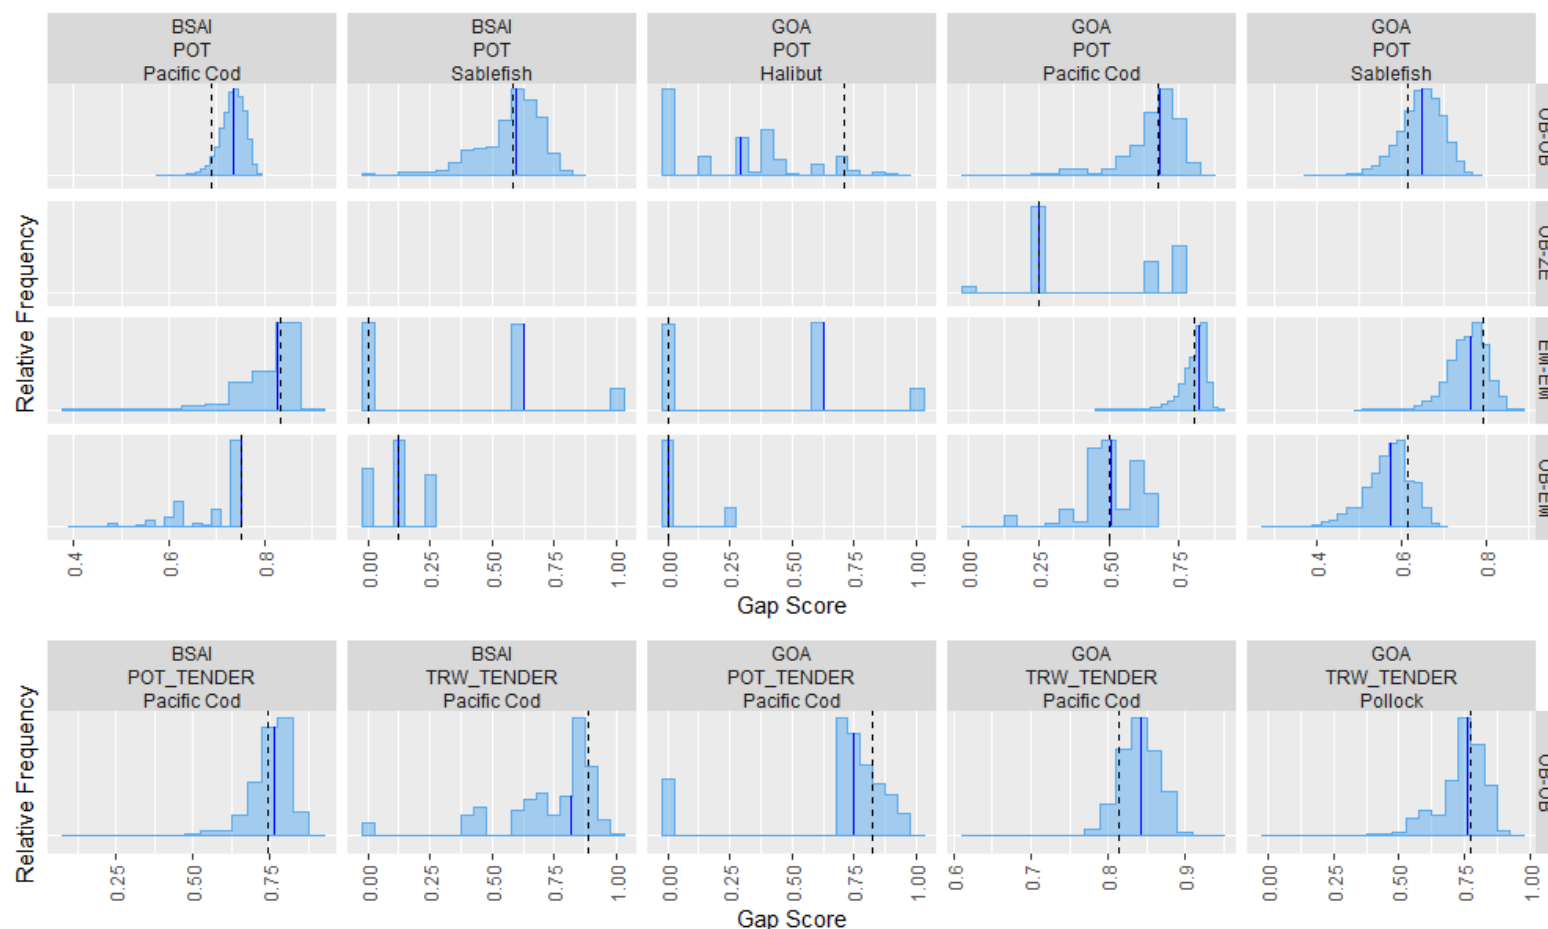 BSAI
POT
Pacific Cod
BSAI
POT
Sablefish
GOA
POT
Halibut
GOA
POT
Pacific Cod
GOA
POT
Sablefish
OB-OB
OB-ZE
EM-EM
OB-EM
Relative Frequency
0.4 0.6 0.8
0.00 0.25 0.50 0.75 1.00
0.00 0.25 0.50 0.75 1.00
0.00 0.25 0.50 0.75
0.4 0.6 0.8
Gap Score
BSAI
POT_TENDER
Pacific Cod
BSAI
TRW_TENDER
Pacific Cod
GOA
POT_TENDER
Pacific Cod
GOA
TRW_TENDER
Pacific Cod
GOA
TRW_TENDER
Pollock
OB-OB
Relative Frequency
0.25 0.50 0.75
0.00 0.25 0.50 0.75 1.00
0.00 0.25 0.50 0.75 1.00
0.6 0.7 0.8 0.9
0.00 0.25 0.50 0.75 1.00
Gap Score